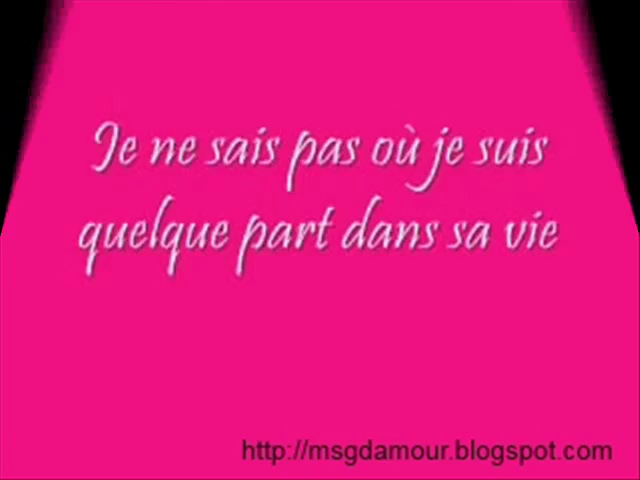 Je ne sais pas où je suis
quelque part dans sa vie
http://msgdamour.blogspot.com